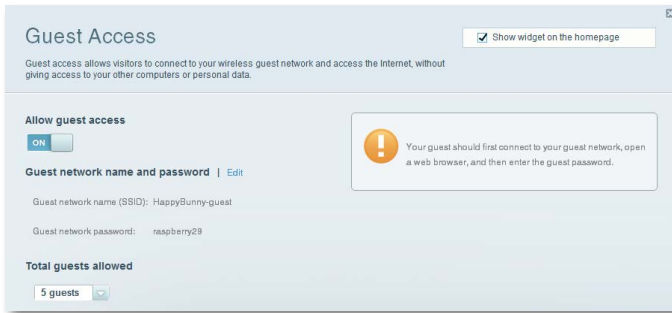 Guest Access
Show widget on the homepage
Guest access allows visitors to connect to your wireless guest network and access the Internet, without
giving access to your other computers or personal data.
Allow guest access
ON
Your guest should first connect to your guest network, open
a web browser, and then enter the guest password.
Guest network name and password | Edit
Guest network name (SSID): HappyBunny-guest
Guest network password: raspberry29
Total guests allowed
5 guests